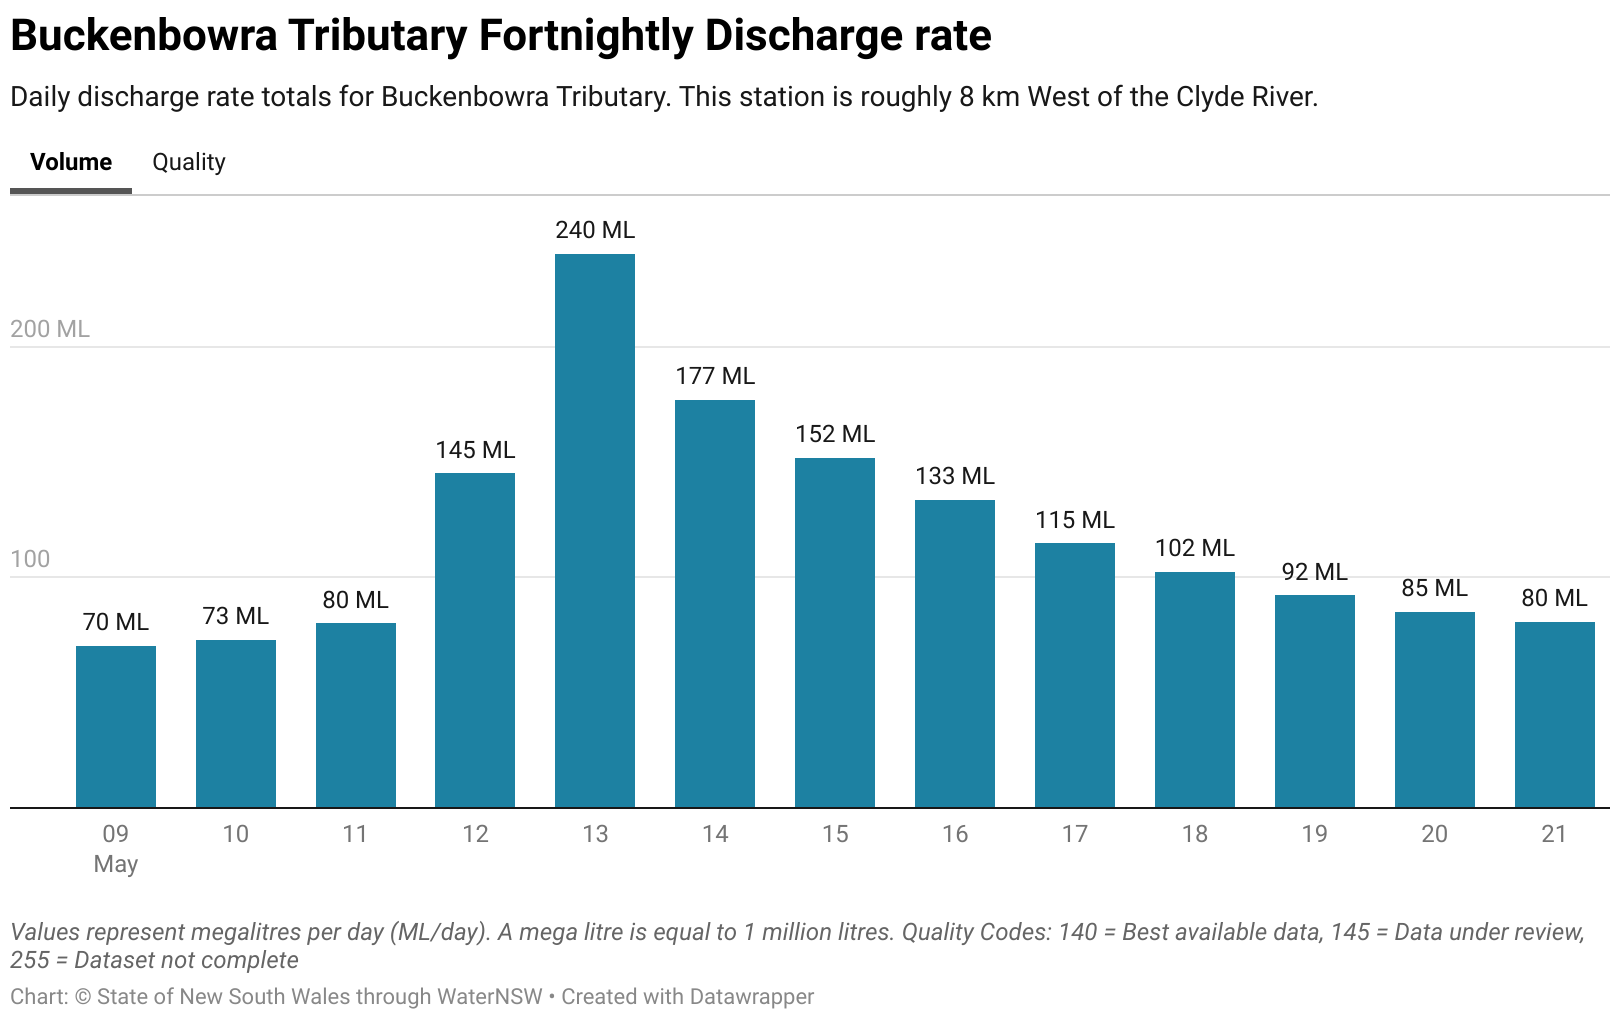 Buckenbowra Tributary Fortnightly Discharge rate
Daily discharge rate totals for Buckenbowra Tributary. This station is roughly 8 km West of the Clyde River.
Volume Quality
240 ML
200 ML
177 ML
152 ML
145 ML
133 ML
115 ML
102 ML
100
92 ML
85 ML
80 ML
80 ML
73 ML
70 ML
09 10 11 12 13 14 15 16 17 18 19 20 21
May
Values represent megalitres per day (ML/day). A mega litre is equal to 1 million litres. Quality Codes: 140 = Best available data, 145 = Data under review,
255 = Dataset not complete
Chart: © State of New South Wales through WaterNSW • Created with Datawrapper